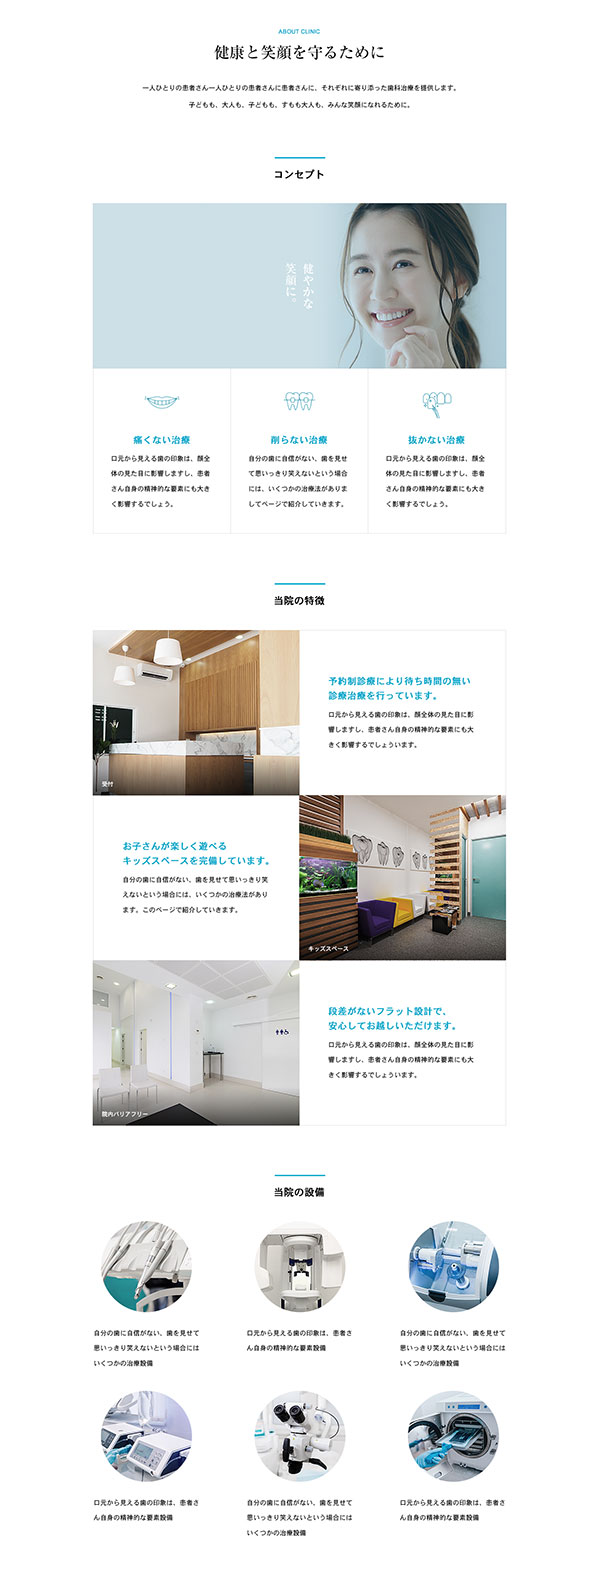 ABOUT CLINIC
健康と笑顔を守るために
一人ひとりの患者さん一人ひとりの患者さんに患者さんに、それぞれに寄り添った歯科治療を提供します。
子どもも、大人も、子どもも、すもも大人も、みんな笑顔になれるために。
コンセプト
健やかな
笑顔に。
痛くない治療
口元から見える歯の印象は、顔全
体の見た目に影響しますし、患者
さん自身の精神的な要素にも大き
く影響するでしょう。
削らない治療
自分の歯に自信がない、歯を見せ
て思いっきり笑えないという場合
には、いくつかの治療法がありま
してページで紹介していきます。
抜かない治療
口元から見える歯の印象は、顔全
体の見た目に影響しますし、患者
さん自身の精神的な要素にも大き
く影響するでしょう。
当院の特徴
受付
予約制診療により待ち時間の無い
診療治療を行っています。
口元から見える歯の印象は、顔全体の見た目に影
響しますし、患者さん自身の精神的な要素にも大
きく影響するでしょういます。
お子さんが楽しく遊べる
キッズスペースを完備しています。
自分の歯に自信がない、歯を見せて思いっきり笑
えないという場合には、いくつかの治療法があり
ます。このページで紹介していきます。
キッズスペース
院内バリアフリー
段差がないフラット設計で、
安心してお越しいただけます。
口元から見える歯の印象は、顔全体の見た目に影
響しますし、患者さん自身の精神的な要素にも大
きく影響するでしょういます。
当院の設備
自分の歯に自信がない、歯を見せて
思いっきり笑えないという場合には
いくつかの治療設備
口元から見える歯の印象は、患者さ
ん自身の精神的な要素設備
自分の歯に自信がない、歯を見せて
思いっきり笑えないという場合には
いくつかの治療設備
口元から見える歯の印象は、患者さ
ん自身の精神的な要素設備
自分の歯に自信がない、歯を見せて
思いっきり笑えないという場合には
いくつかの治療設備
口元から見える歯の印象は、患者さ
ん自身の精神的な要素設備